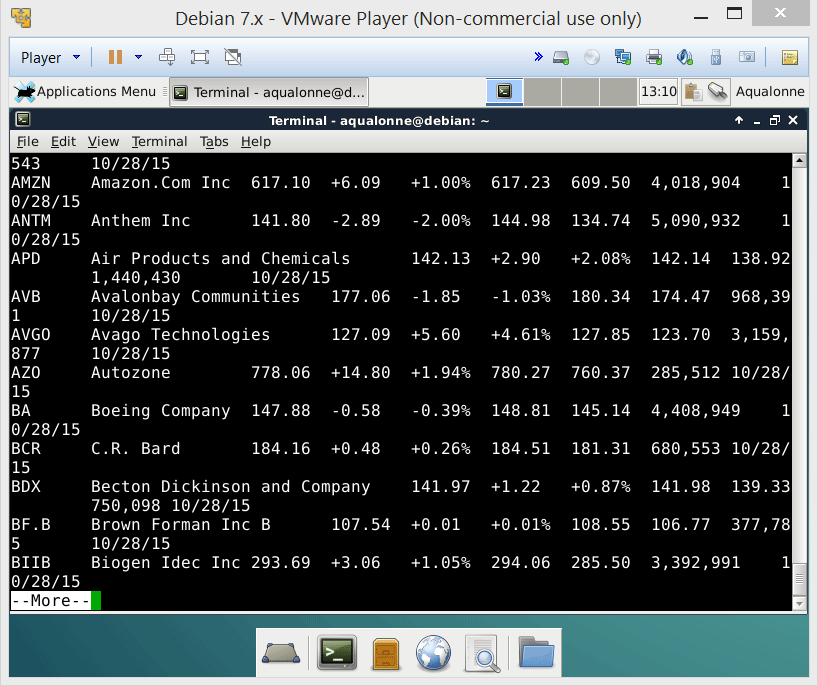 Debian 7.x - VMware Player (Non-commercial use only)
Player
Applications Menu
Terminal - aqualonne@d...
13:10
Aqualonne
Terminal - aqualonne@debian: ~
File Edit View Terminal Tabs Help
543 10/28/15
AMZN Amazon.Com Inc 617.10 +6.09 +1.00% 617.23 609.50 4,018,904 1
0/28/15
ANTM Anthem Inc 141.80 -2.89 -2.00% 144.98 134.74 5,090,932 1
0/28/15
APD Air Products and Chemicals 142.13 +2.90 +2.08% 142.14 138.92
1,440,430 10/28/15
AVB Avalonbay Communities 177.06 -1.85 -1.03% 180.34 174.47 968,39
1 10/28/15
AVGO Avago Technologies 127.09 +5.60 +4.61% 127.85 123.70 3,159,
877 10/28/15
AZO Autozone 778.06 +14.80 +1.94% 780.27 760.37 285,512 10/28/
15
BA Boeing Company 147.88 -0.58 -0.39% 148.81 145.14 4,408,949 1
0/28/15
BCR C.R. Bard 184.16 +0.48 +0.26% 184.51 181.31 680,553 10/28/
15
BDX Becton Dickinson and Company 141.97 +1.22 +0.87% 141.98 139.33
750,098 10/28/15
BF.B Brown Forman Inc B 107.54 +0.01 +0.01% 108.55 106.77 377,78
5 10/28/15
BIIB Biogen Idec Inc 293.69 +3.06 +1.05% 294.06 285.50 3,392,991 1
0/28/15
--More--